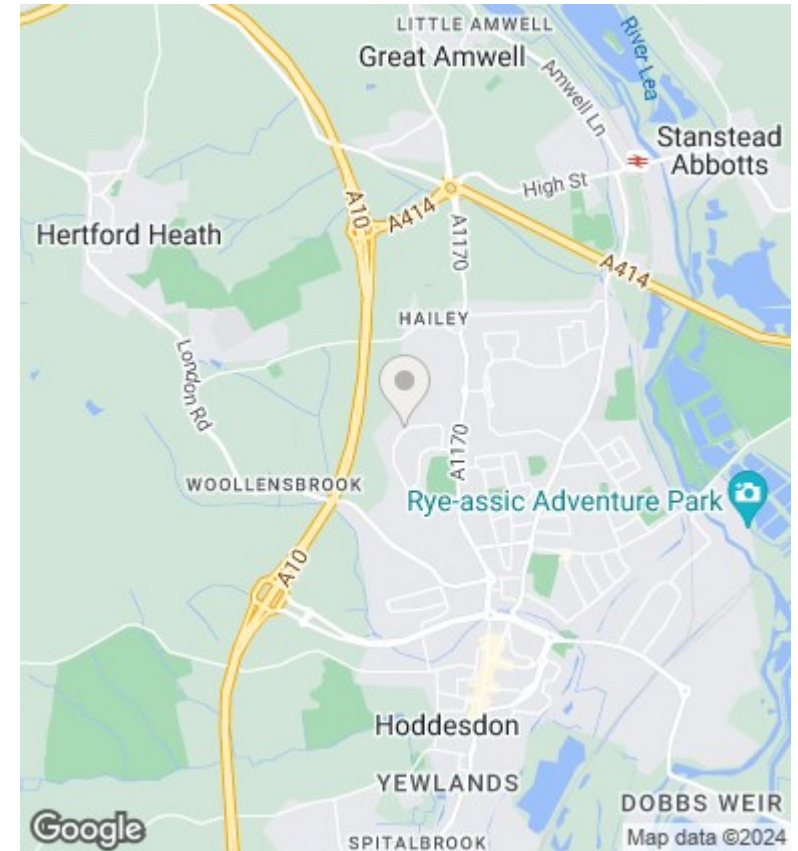 LITTLE AMWELL
Great Amwell
River Lea
Amwell Ln
Stanstead
Abbotts
High St
A10
A414
A1170
Hertford Heath
A414
HAILEY
London Rd
A1170
WOOLLENSBROOK
Rye-assic Adventure Park
A10
Hoddesdon
YEWLANDS
DOBBS WEIR
Google
SPITALBROOK
Map data ©2024